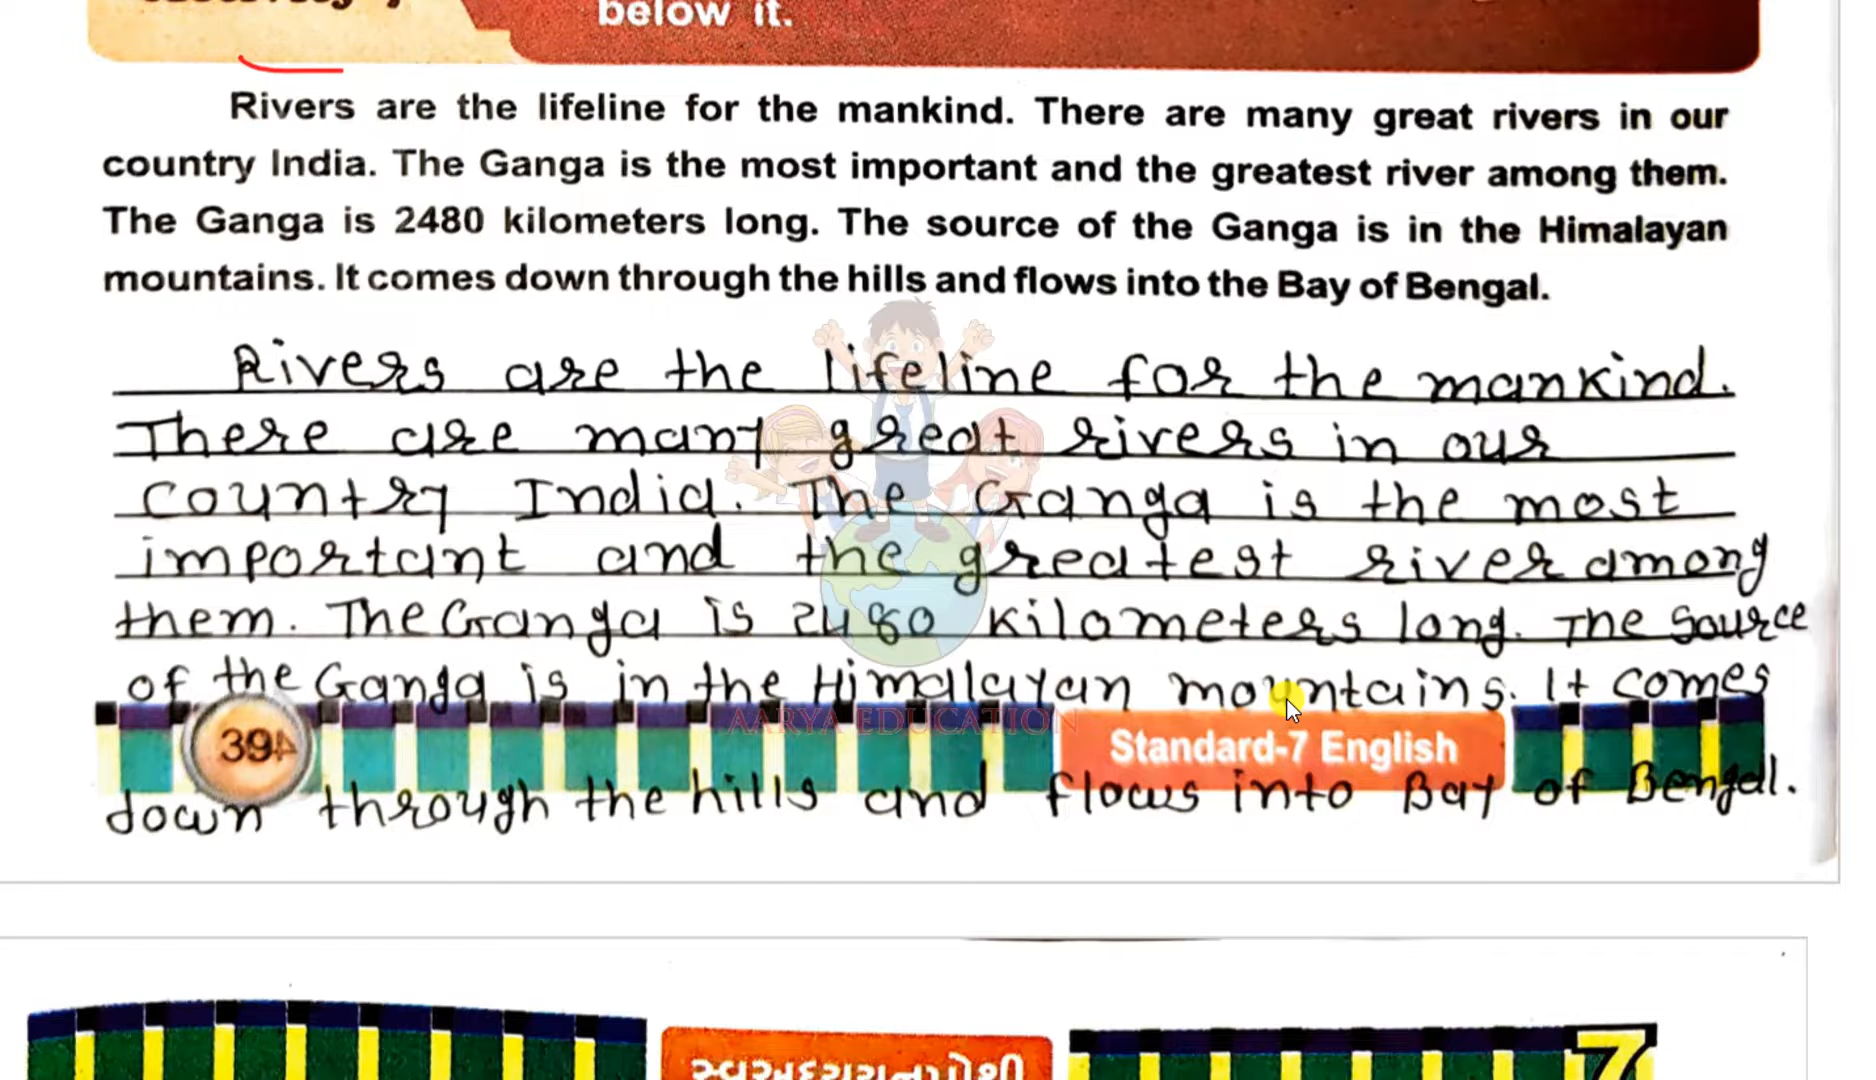 below it.
Rivers are the lifeline for the mankind. There are many great rivers in our
country India. The Ganga is the most important and the greatest river among them.
The Ganga is 2480 kilometers long. The source of the Ganga is in the Himalayan
mountains. It comes down through the hills and flows into the Bay of Bengal.
Rivers are the lifeline for the mankind.
There are many great rivers in our
country India. The Ganga is the most
important and the greatest river among
them. The Ganga is 2480 kilometers long. The source
of the Ganga is in the Himalayan mountains. It comes
AARYA EDUCATION
Standard-7 English
down through the hills and flows into Bay of Bengal.
7